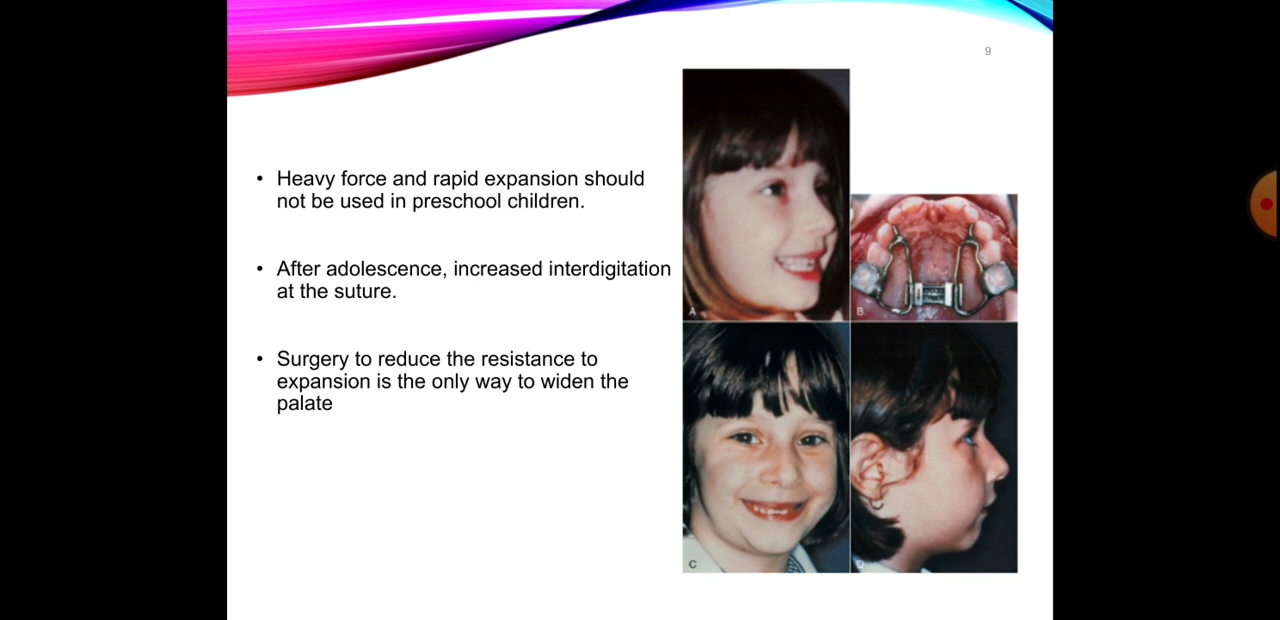 9
• Heavy force and rapid expansion should
not be used in preschool children.
• After adolescence, increased interdigitation
at the suture.
• Surgery to reduce the resistance to
expansion is the only way to widen the
palate
A
B
C